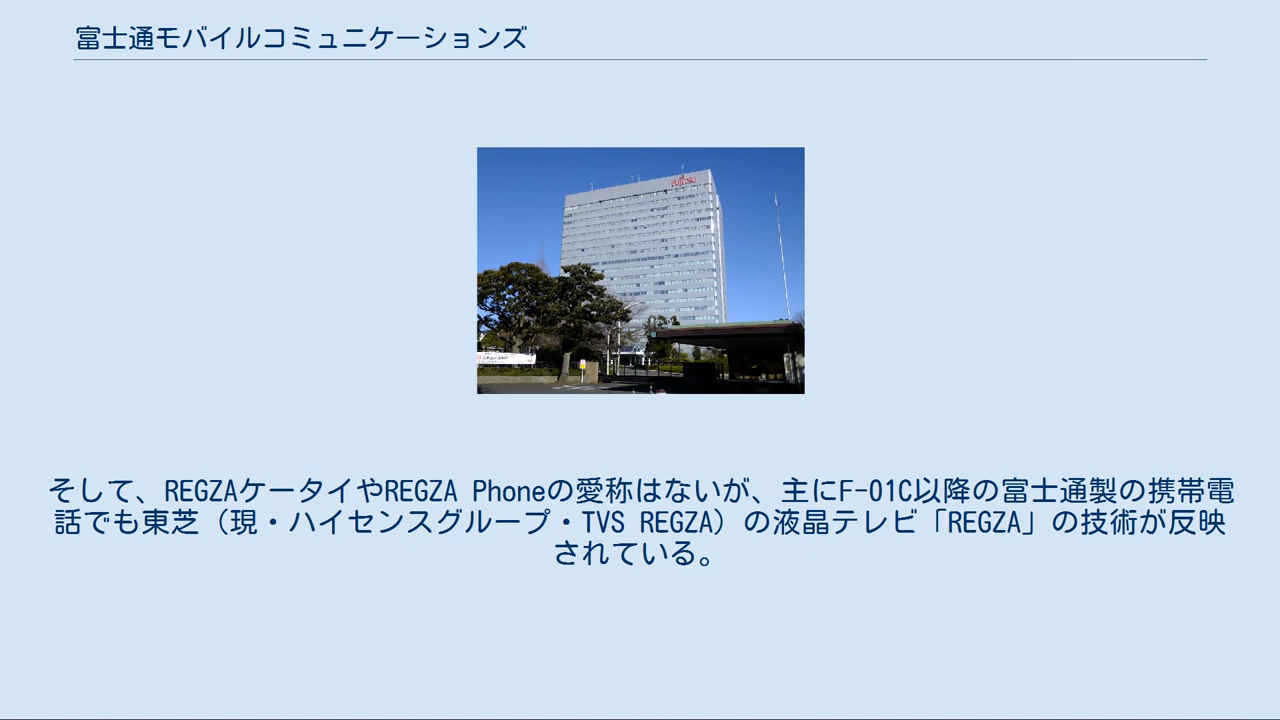 富士通モバイルコミュニケーションズ
FUJITSU
そして、REGZAケータイやREGZA Phoneの愛称はないが、主にF-01C以降の富士通製の携帯電
話でも東芝（現・ハイセンスグループ・TVS REGZA）の液晶テレビ「REGZA」の技術が反映
されている。